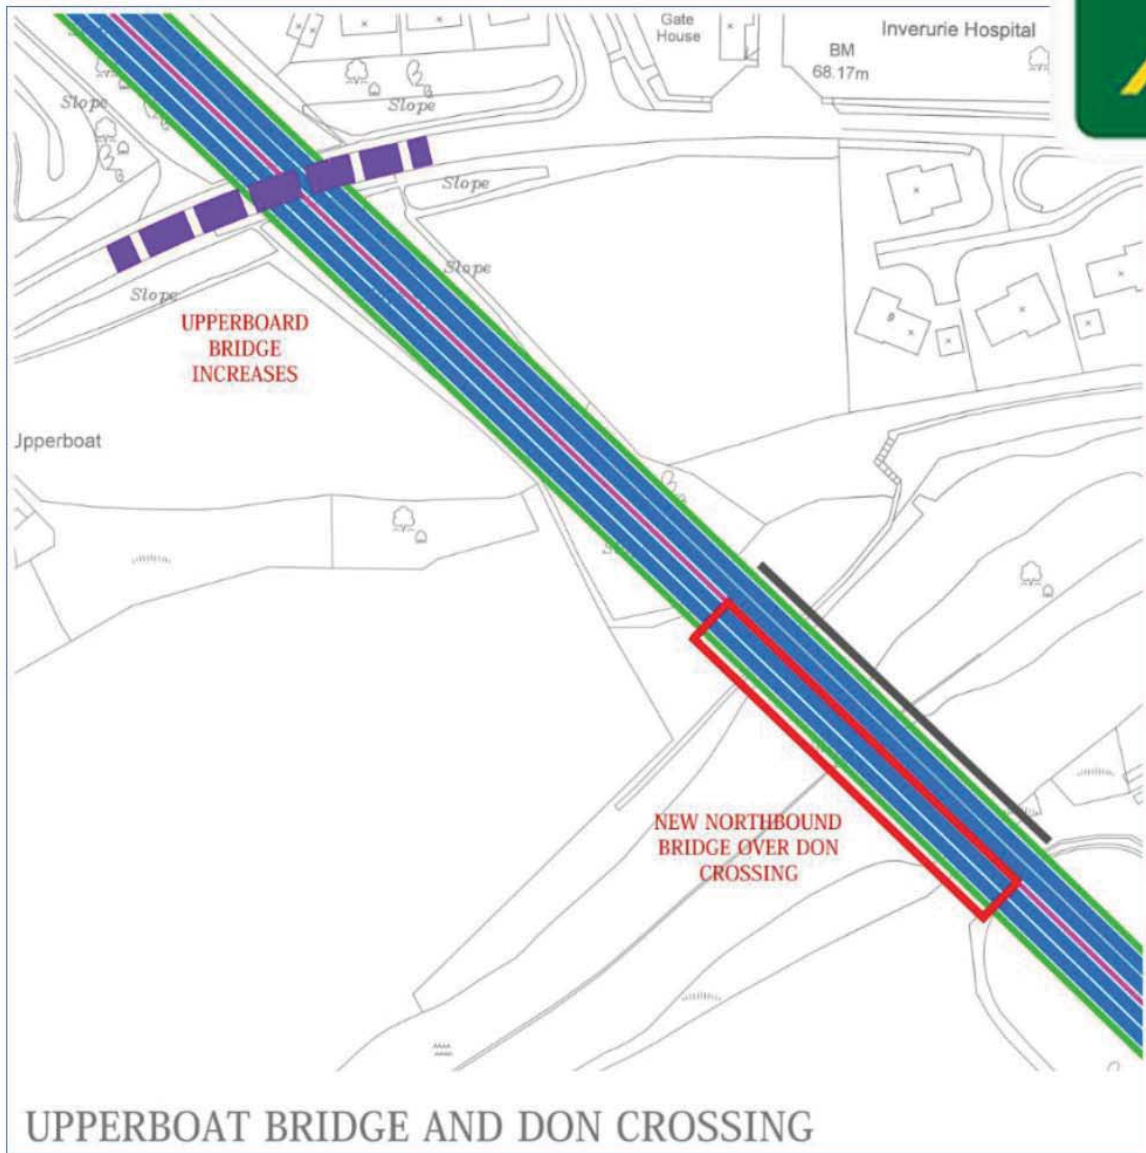 Gate
House
Inverurie Hospital
BM
68.17m
Slope
Slope
Slope
Slope
Slope
UPPERBOARD
BRIDGE
INCREASES
Jpperboat
NEW NORTHBOUND
BRIDGE OVER DON
CROSSING
UPPERBOAT BRIDGE AND DON CROSSING